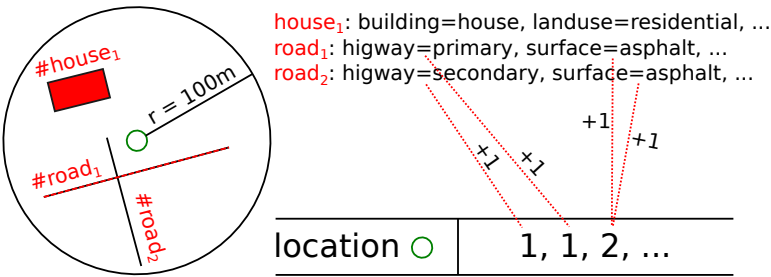 #house₁
r = 100m
#road₁
#road₂
house₁: building=house, landuse=residential, ...
road₁: higway=primary, surface=asphalt, ...
road₂: higway=secondary, surface=asphalt, ...
+1
+1
+1
+1
location
1, 1, 2, ...